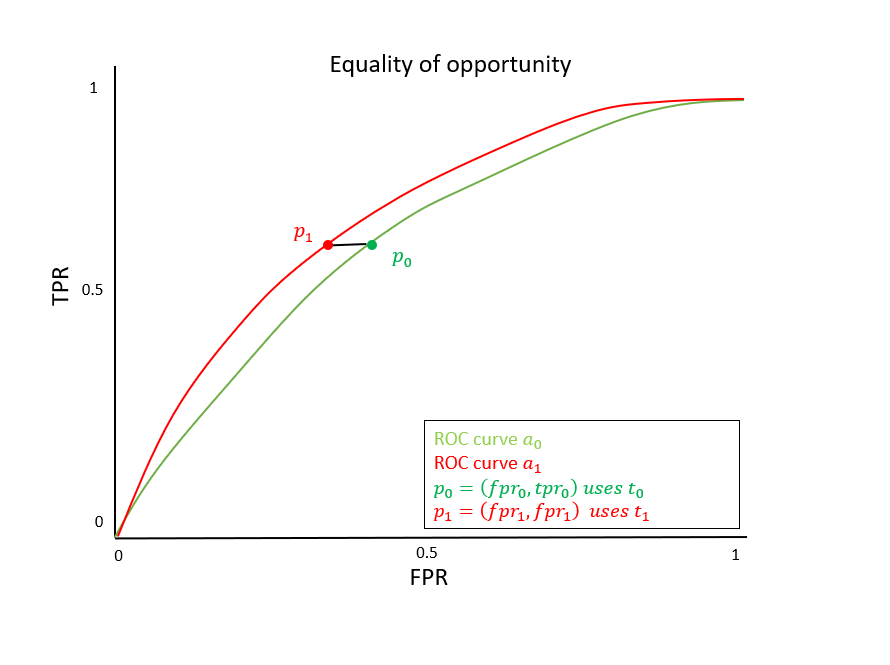 Equality of opportunity
1
p₁
p₀
TPR
0.5
ROC curve a₀
ROC curve a₁
p₀ = (fpr₀, tpr₀) uses t₀
p₁ = (fpr₁, fpr₁) uses t₁
0
0
0.5
1
FPR